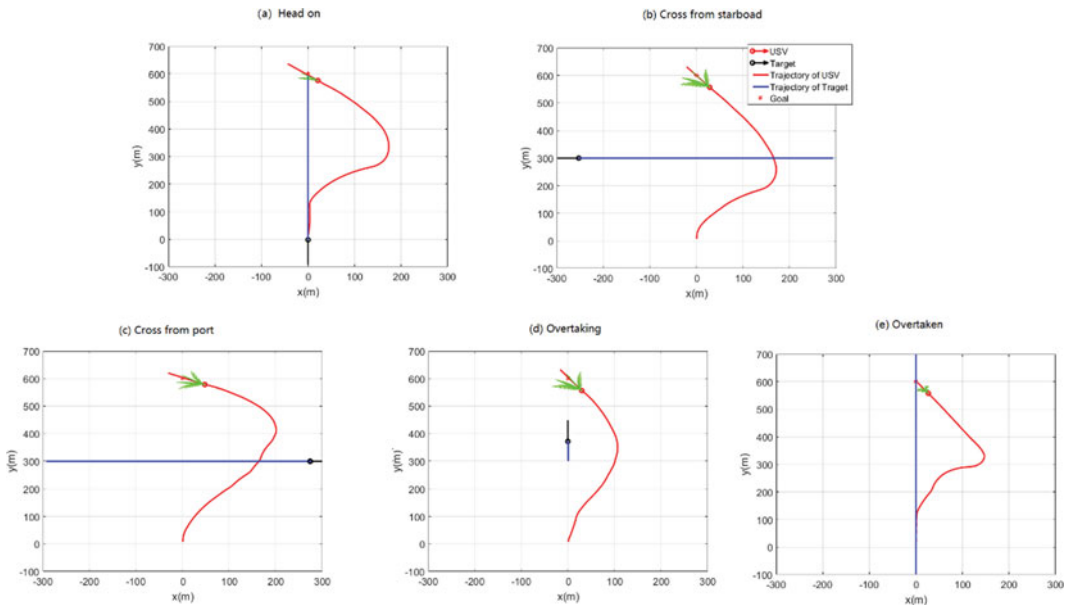 (a) Head on
700
600
500
400
300
200
100
0
-100
y(m)
-300 -200 -100 0 100 200 300
x(m)
(b) Cross from starboad
USV
Target
Trajectory of USV
Trajectory of Traget
Goal
700
600
500
400
300
200
100
0
-100
y(m)
-300 -200 -100 0 100 200 300
x(m)
(c) Cross from port
700
600
500
400
300
200
100
0
-100
y(m)
-300 -200 -100 0 100 200 300
x(m)
(d) Overtaking
700
600
500
400
300
200
100
0
-100
y(m)
-300 -200 -100 0 100 200 300
x(m)
(e) Overtaken
700
600
500
400
300
200
100
0
-100
y(m)
-300 -200 -100 0 100 200 300
x(m)